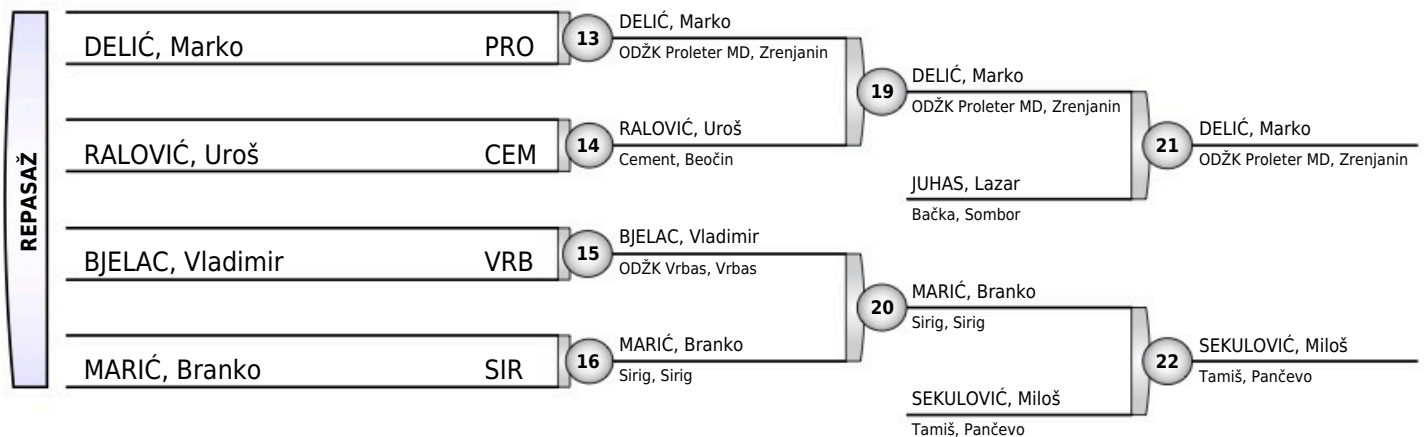 REPASAŽ
DELIĆ, Marko PRO
13
DELIĆ, Marko
ODŽK Proleter MD, Zrenjanin
RALOVIĆ, Uroš CEM
14
RALOVIĆ, Uroš
Cement, Beočin
BJELAC, Vladimir VRB
15
BJELAC, Vladimir
ODŽK Vrbas, Vrbas
MARIĆ, Branko SIR
16
MARIĆ, Branko
Sirig, Sirig
19
DELIĆ, Marko
ODŽK Proleter MD, Zrenjanin
JUHAS, Lazar
Bačka, Sombor
20
MARIĆ, Branko
Sirig, Sirig
SEKULOVIĆ, Miloš
Tamiš, Pančevo
21
DELIĆ, Marko
ODŽK Proleter MD, Zrenjanin
22
SEKULOVIĆ, Miloš
Tamiš, Pančevo